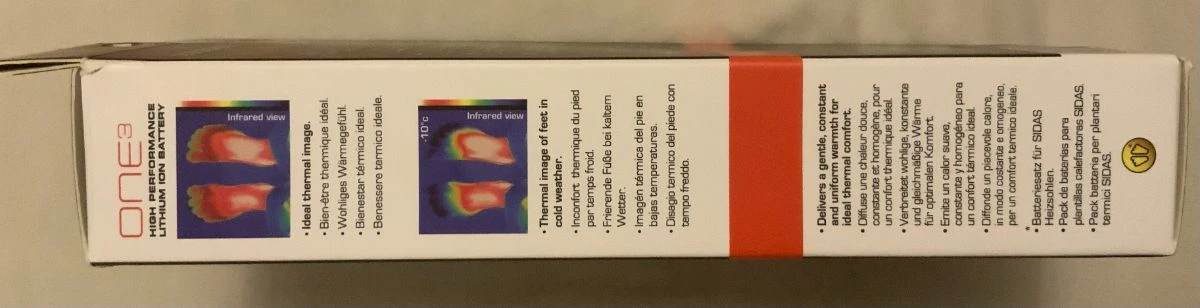 ONE³
HIGH PERFORMANCE
LITHIUM ION BATTERY
Infrared view
• Ideal thermal image.
• Bien-être thermique idéal.
• Wohliges Wärmegefühl.
• Bienestar térmico ideal.
• Benessere termico ideale.
-10°c
Infrared view
• Thermal image of feet in
cold weather.
• Inconfort thermique du pied
par temps froid.
• Frierende Füße bei kaltem
Wetter.
• Imagén térmica del pie en
bajas temperaturas.
• Disagio termico del piede con
tempo freddo.
• Delivers a gentle, constant
and uniform warmth for
ideal thermal comfort.
• Diffuse une chaleur douce,
constante et homogène, pour
un confort thermique idéal.
• Verbreitet wohlige, konstante
und gleichmäßige Wärme
für optimalen Komfort.
• Emite un calor suave,
constante y homogéneo para
un confort térmico ideal.
• Diffonde un piacevole calore,
in modo costante e omogeneo,
per un comfort termico ideale.
*
• Batteriesatz für SIDAS
Heizsohlen.
• Pack de baterías para
plantillas calefactores SIDAS.
• Pack batteria per plantari
termici SIDAS.